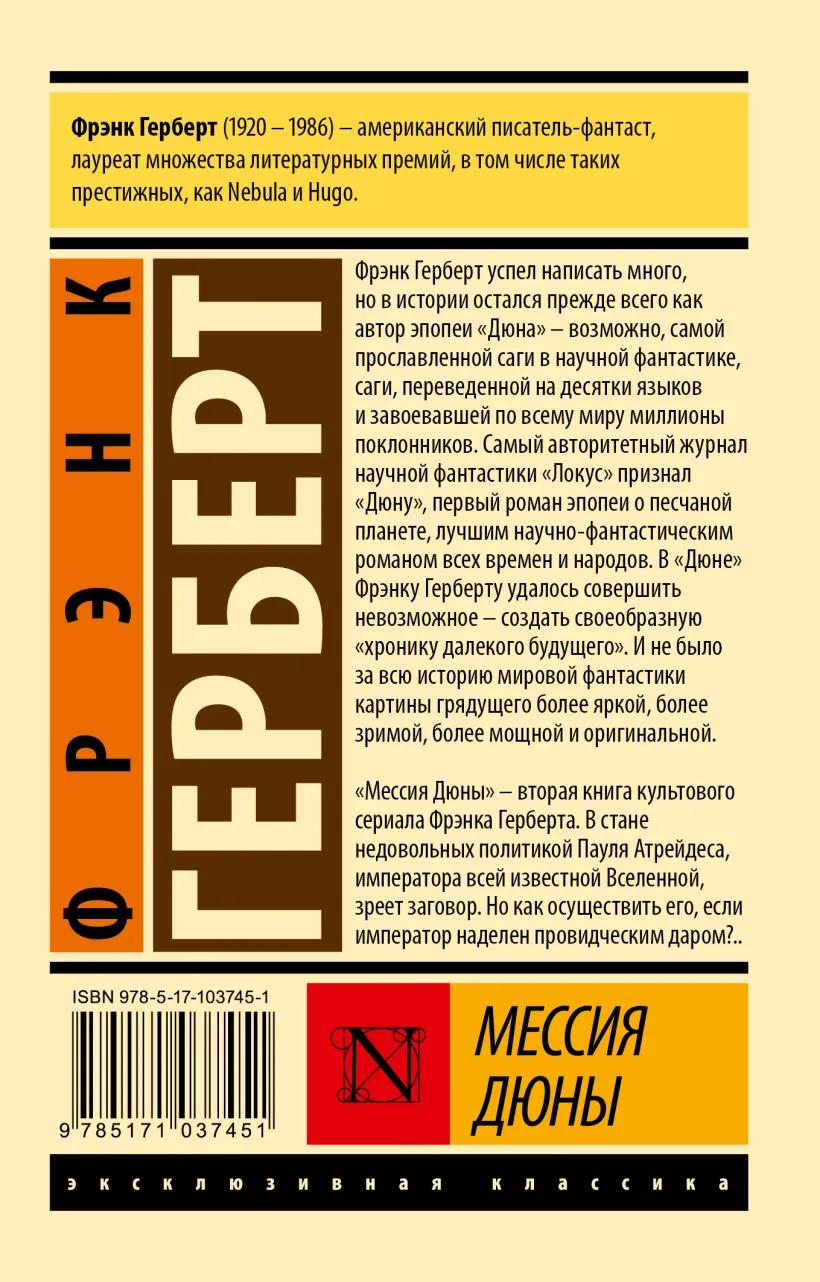 Фрэнк Герберт (1920 – 1986) – американский писатель-фантаст,
лауреат множества литературных премий, в том числе таких
престижных, как Nebula и Hugo.
ФРЭНК
ГЕРБЕРТ
Фрэнк Герберт успел написать много,
но в истории остался прежде всего как
автор эпопеи «Дюна» – возможно, самой
прославленной саги в научной фантастике,
саги, переведенной на десятки языков
и завоевавшей по всему миру миллионы
поклонников. Самый авторитетный журнал
научной фантастики «Локус» признал
«Дюну», первый роман эпопеи о песчаной
планете, лучшим научно-фантастическим
романом всех времен и народов. В «Дюне»
Фрэнку Герберту удалось совершить
невозможное – создать своеобразную
«хронику далекого будущего». И не было
за всю историю мировой фантастики
картины грядущего более яркой, более
зримой, более мощной и оригинальной.
«Мессия Дюны» – вторая книга культового
сериала Фрэнка Герберта. В стане
недовольных политикой Пауля Атрейдеса,
императора всей известной Вселенной,
зреет заговор. Но как осуществить его, если
император наделен провидческим даром?..
ISBN 978-5-17-103745-1
9 785171 037451
N
МЕССИЯ
ДЮНЫ
эксклюзивная классика